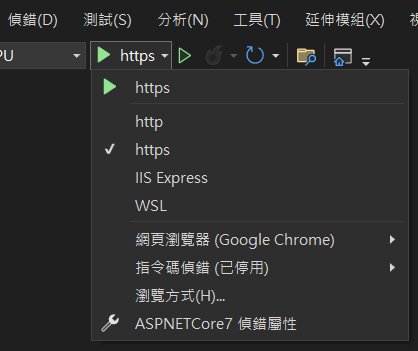 偵錯(D) 測試(S) 分析(N) 工具(T) 延伸模組(X)
PU https
https
http
https
IIS Express
WSL
網頁瀏覽器 (Google Chrome)
指令碼偵錯 (已停用)
瀏覽方式(H)...
ASPNETCore7 偵錯屬性